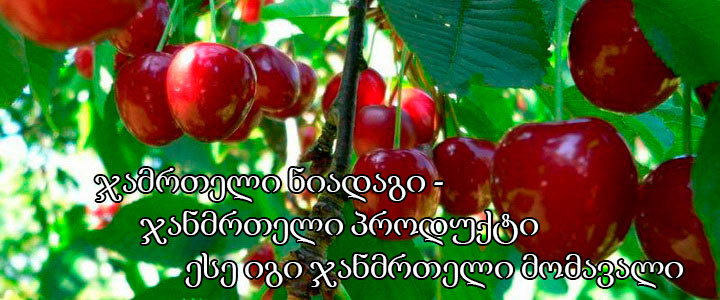 ჯამრთელი ნიადაგი -
ჯანმრთელი პროდუქტი
ესე იგი ჯანმრთელი მომავალი